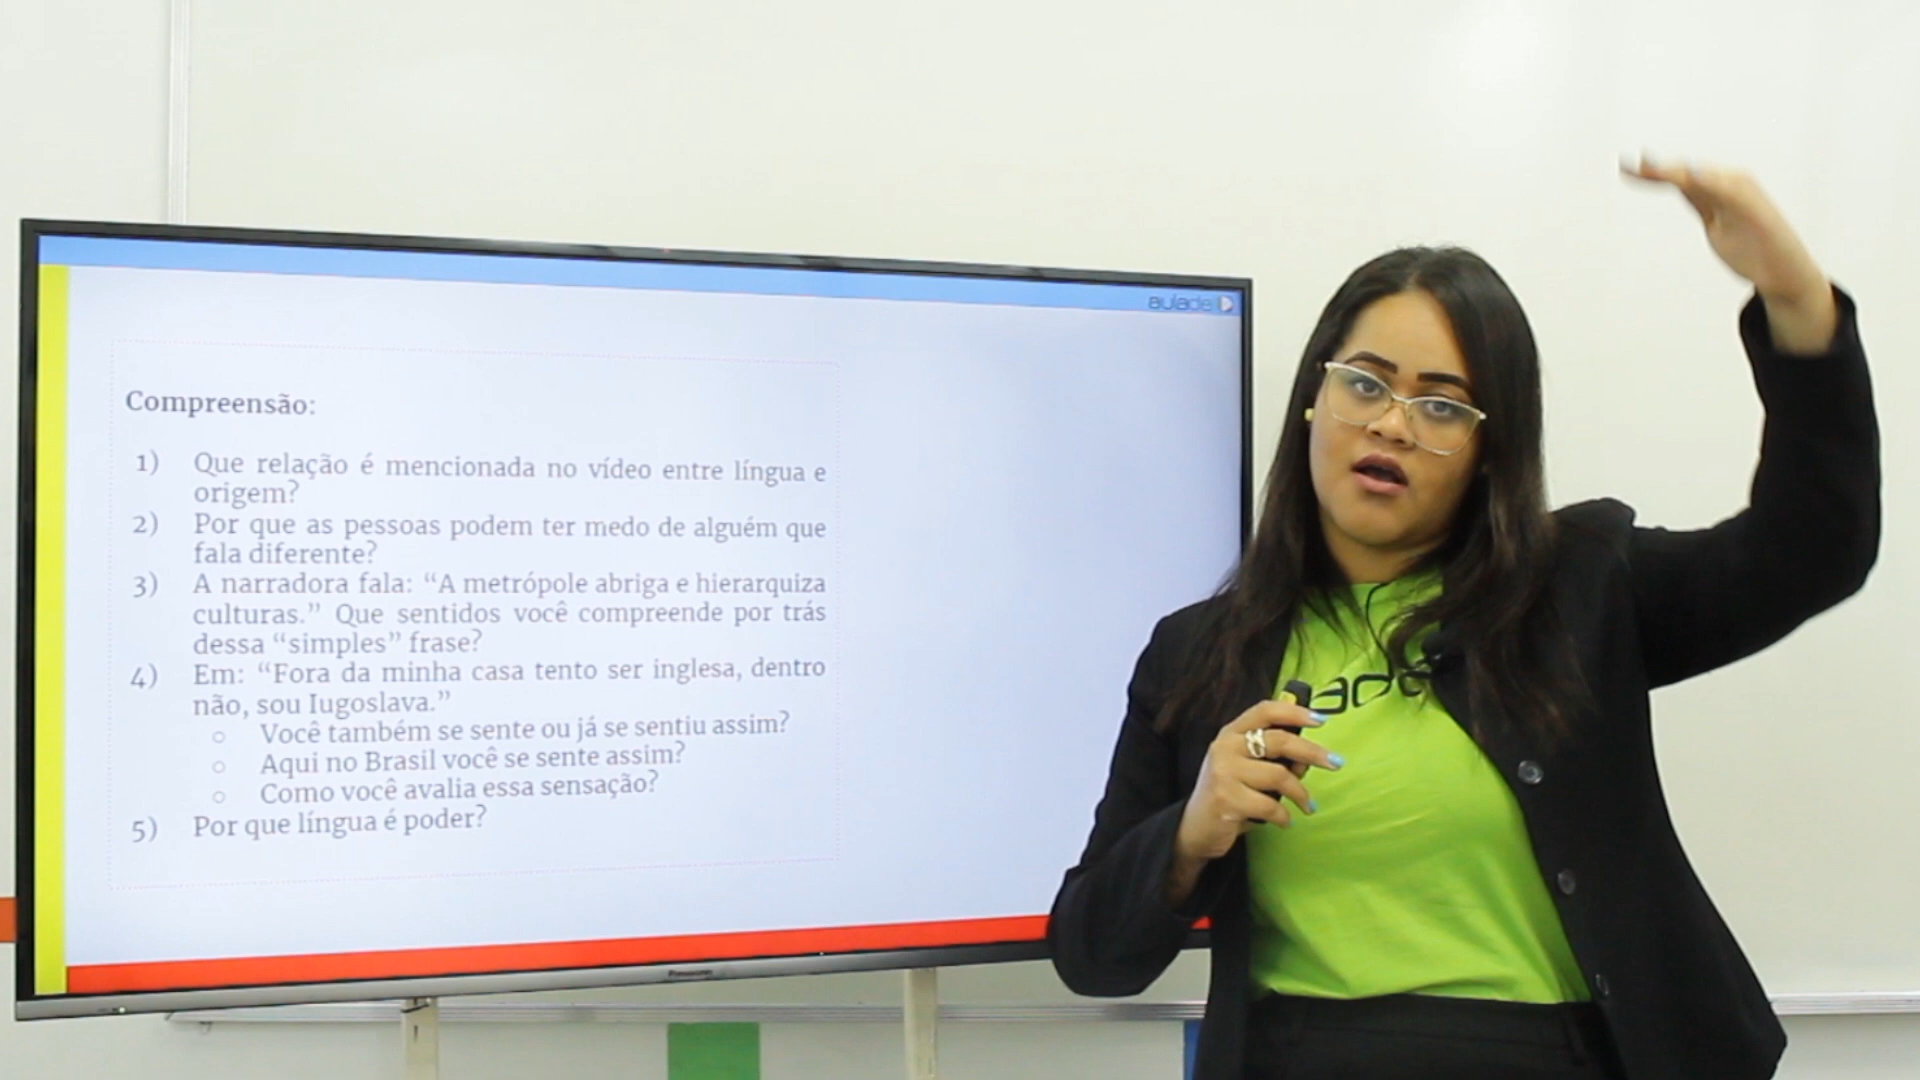 aulade
Compreensão:
1) Que relação é mencionada no vídeo entre língua e
origem?
2) Por que as pessoas podem ter medo de alguém que
fala diferente?
3) A narradora fala: “A metrópole abriga e hierarquiza
culturas.” Que sentidos você compreende por trás
dessa “simples” frase?
4) Em: “Fora da minha casa tento ser inglesa, dentro
não, sou Iugoslava.”
○ Você também se sente ou já se sentiu assim?
○ Aqui no Brasil você se sente assim?
○ Como você avalia essa sensação?
5) Por que língua é poder?
Panasonic